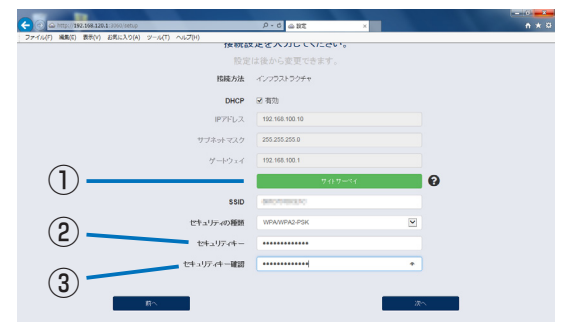 http://192.168.129.1
設定
ファイル(F) 編集(E) 表示(V) お気に入り(A) ツール(T) ヘルプ(H)
接続設定を入力してください。
設定は後から変更できます。
接続方法 インフラストラクチャ
DHCP 有効
IPアドレス 192.168.100.10
サブネットマスク 255.255.255.0
ゲートウェイ 192.168.100.1
① サイトサーベイ ?
SSID
セキュリティの種類 WPA/WPA2-PSK
② セキュリティキー •••••••••••••
③ セキュリティキー確認 •••••••••••••
前へ 次へ